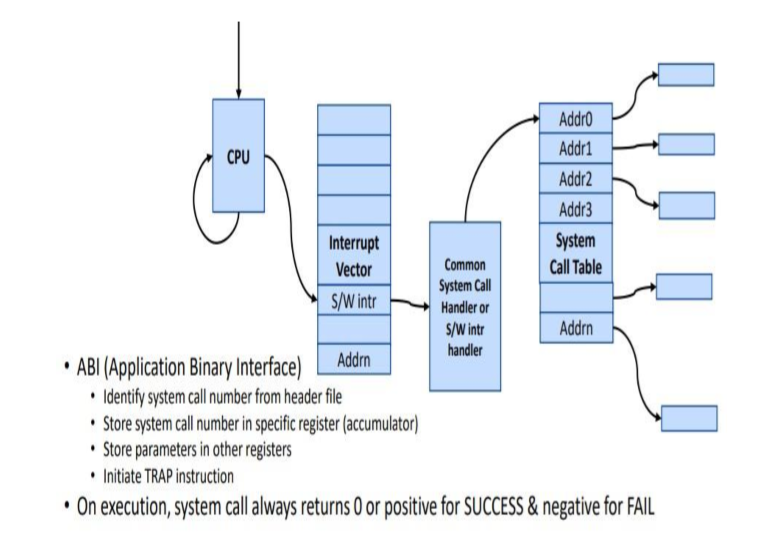 CPU
Interrupt
Vector
S/W intr
Addrn
Common
System Call
Handler or
S/W intr
handler
Addr0
Addr1
Addr2
Addr3
System
Call Table
Addrn
• ABI (Application Binary Interface)
• Identify system call number from header file
• Store system call number in specific register (accumulator)
• Store parameters in other registers
• Initiate TRAP instruction
• On execution, system call always returns 0 or positive for SUCCESS & negative for FAIL